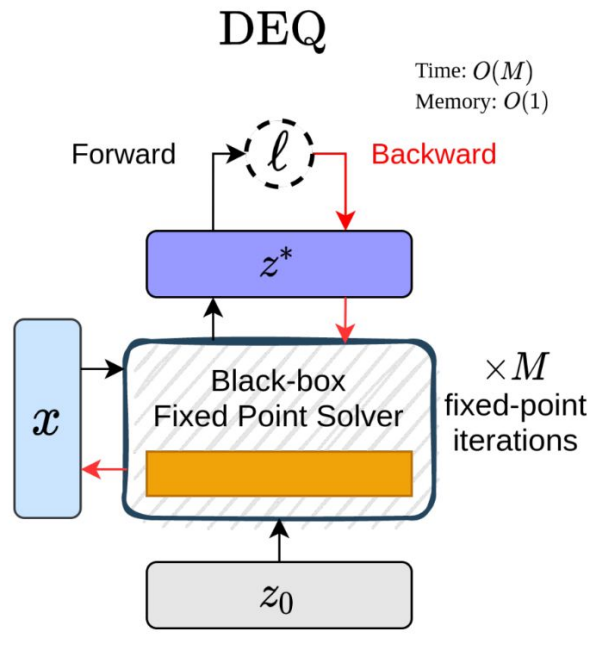 DEQ
Time: O(M)
Memory: O(1)
Forward
ℓ
Backward
z*
x
Black-box
Fixed Point Solver
×M
fixed-point
iterations
z₀